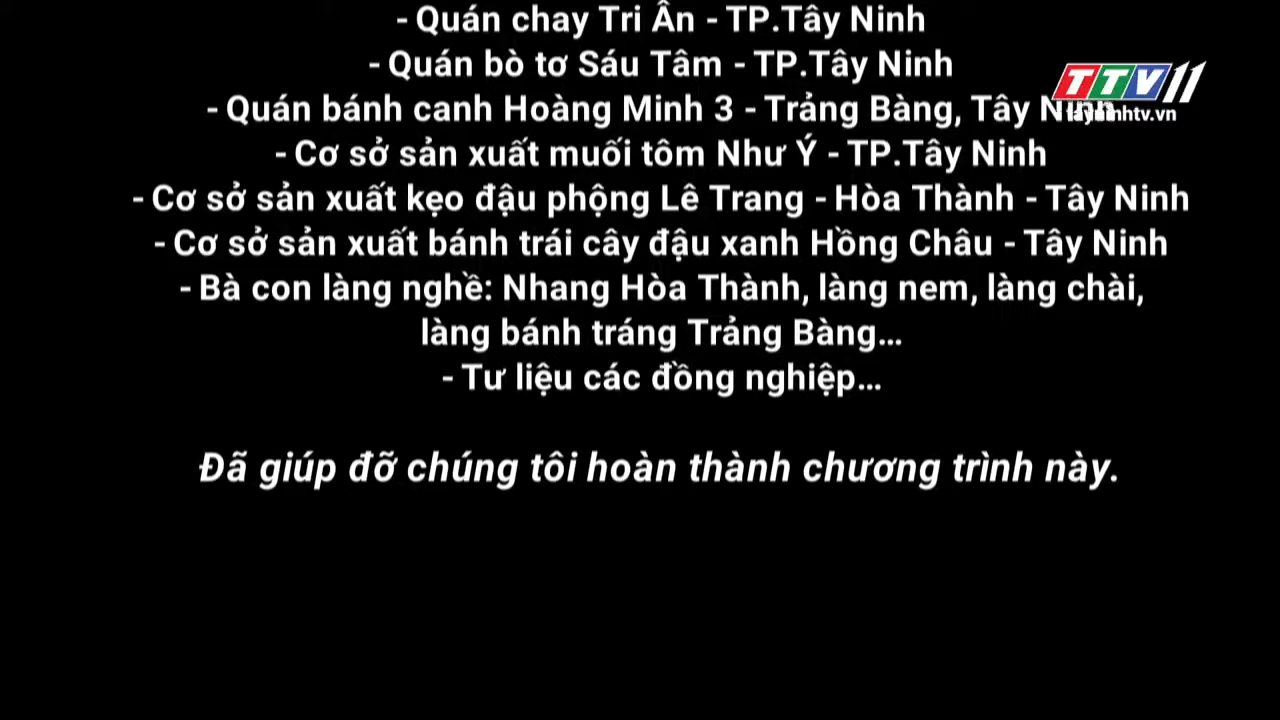 - Quán chay Tri Ân - TP.Tây Ninh
- Quán bò tơ Sáu Tâm - TP.Tây Ninh
TTV11
- Quán bánh canh Hoàng Minh 3 - Trảng Bàng, Tây Ninh
tayninhtv.vn
- Cơ sở sản xuất muối tôm Như Ý - TP.Tây Ninh
- Cơ sở sản xuất kẹo đậu phộng Lê Trang - Hòa Thành - Tây Ninh
- Cơ sở sản xuất bánh trái cây đậu xanh Hồng Châu - Tây Ninh
- Bà con làng nghề: Nhang Hòa Thành, làng nem, làng chài,
làng bánh tráng Trảng Bàng...
- Tư liệu các đồng nghiệp...
Đã giúp đỡ chúng tôi hoàn thành chương trình này.